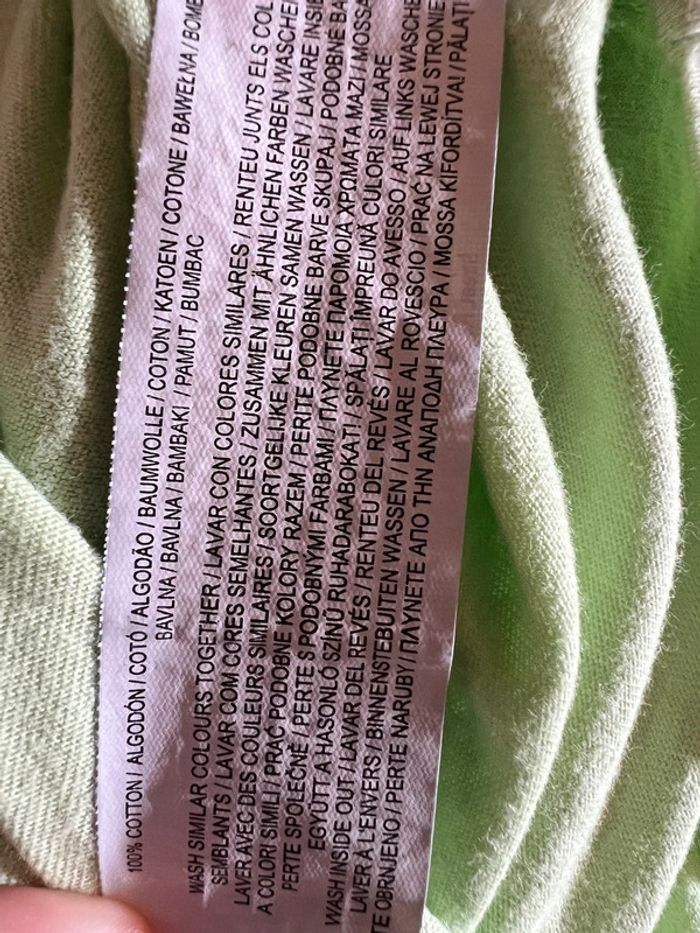 100% COTTON / ALGODÓN / COTÓ / ALGODÃO / BAUMWOLLE / COTON / KATOEN / COTONE / BAWEŁNA / BOMB
BAVLNA / BAVLNA / BAMBAKI / PAMUT / BUMBAC
WASH SIMILAR COLOURS TOGETHER / LAVAR CON COLORES SIMILARES / RENTEU JUNTS ELS COL
SEMBLANTS / LAVAR COM CORES SEMELHANTES / ZUSAMMEN MIT ÄHNLICHEN FARBEN WASCHEN
LAVER AVEC DES COULEURS SIMILAIRES / SOORTGELIJKE KLEUREN SAMEN WASSEN / LAVARE INSIE
A COLORI SIMILI / PRAĆ PODOBNE KOLORY RAZEM / PERITE PODOBNE BARVE SKUPAJ / PODOBNÉ BA
PERTE SPOLEČNĚ / PERTE S PODOBNÝMI FARBAMI / ΠΛΥΝΕΤΕ ΠΑΡΟΜΟΙΑ ΧΡΩΜΑΤΑ ΜΑΖΙ / MOSSA
EGYÜTT A HASONLÓ SZÍNŰ RUHADARABOKAT / SPĂLAȚI ÎMPREUNĂ CULORI SIMILARE
WASH INSIDE OUT / LAVAR DEL REVÉS / RENTEU DEL REVÉS / LAVAR DO AVESSO / AUF LINKS WASCHE
LAVER À L'ENVERS / BINNENSTEBUITEN WASSEN / LAVARE AL ROVESCIO / PRAĆ NA LEWEJ STRONIE
TE OBRNJENO / PERTE NARUBY / ΠΛΥΝΕΤΕ ΑΠΟ ΤΗΝ ΑΝΑΠΟΔΗ ΠΛΕΥΡΑ / MOSSA KIFORDÍTVA! / PĂLAȚI